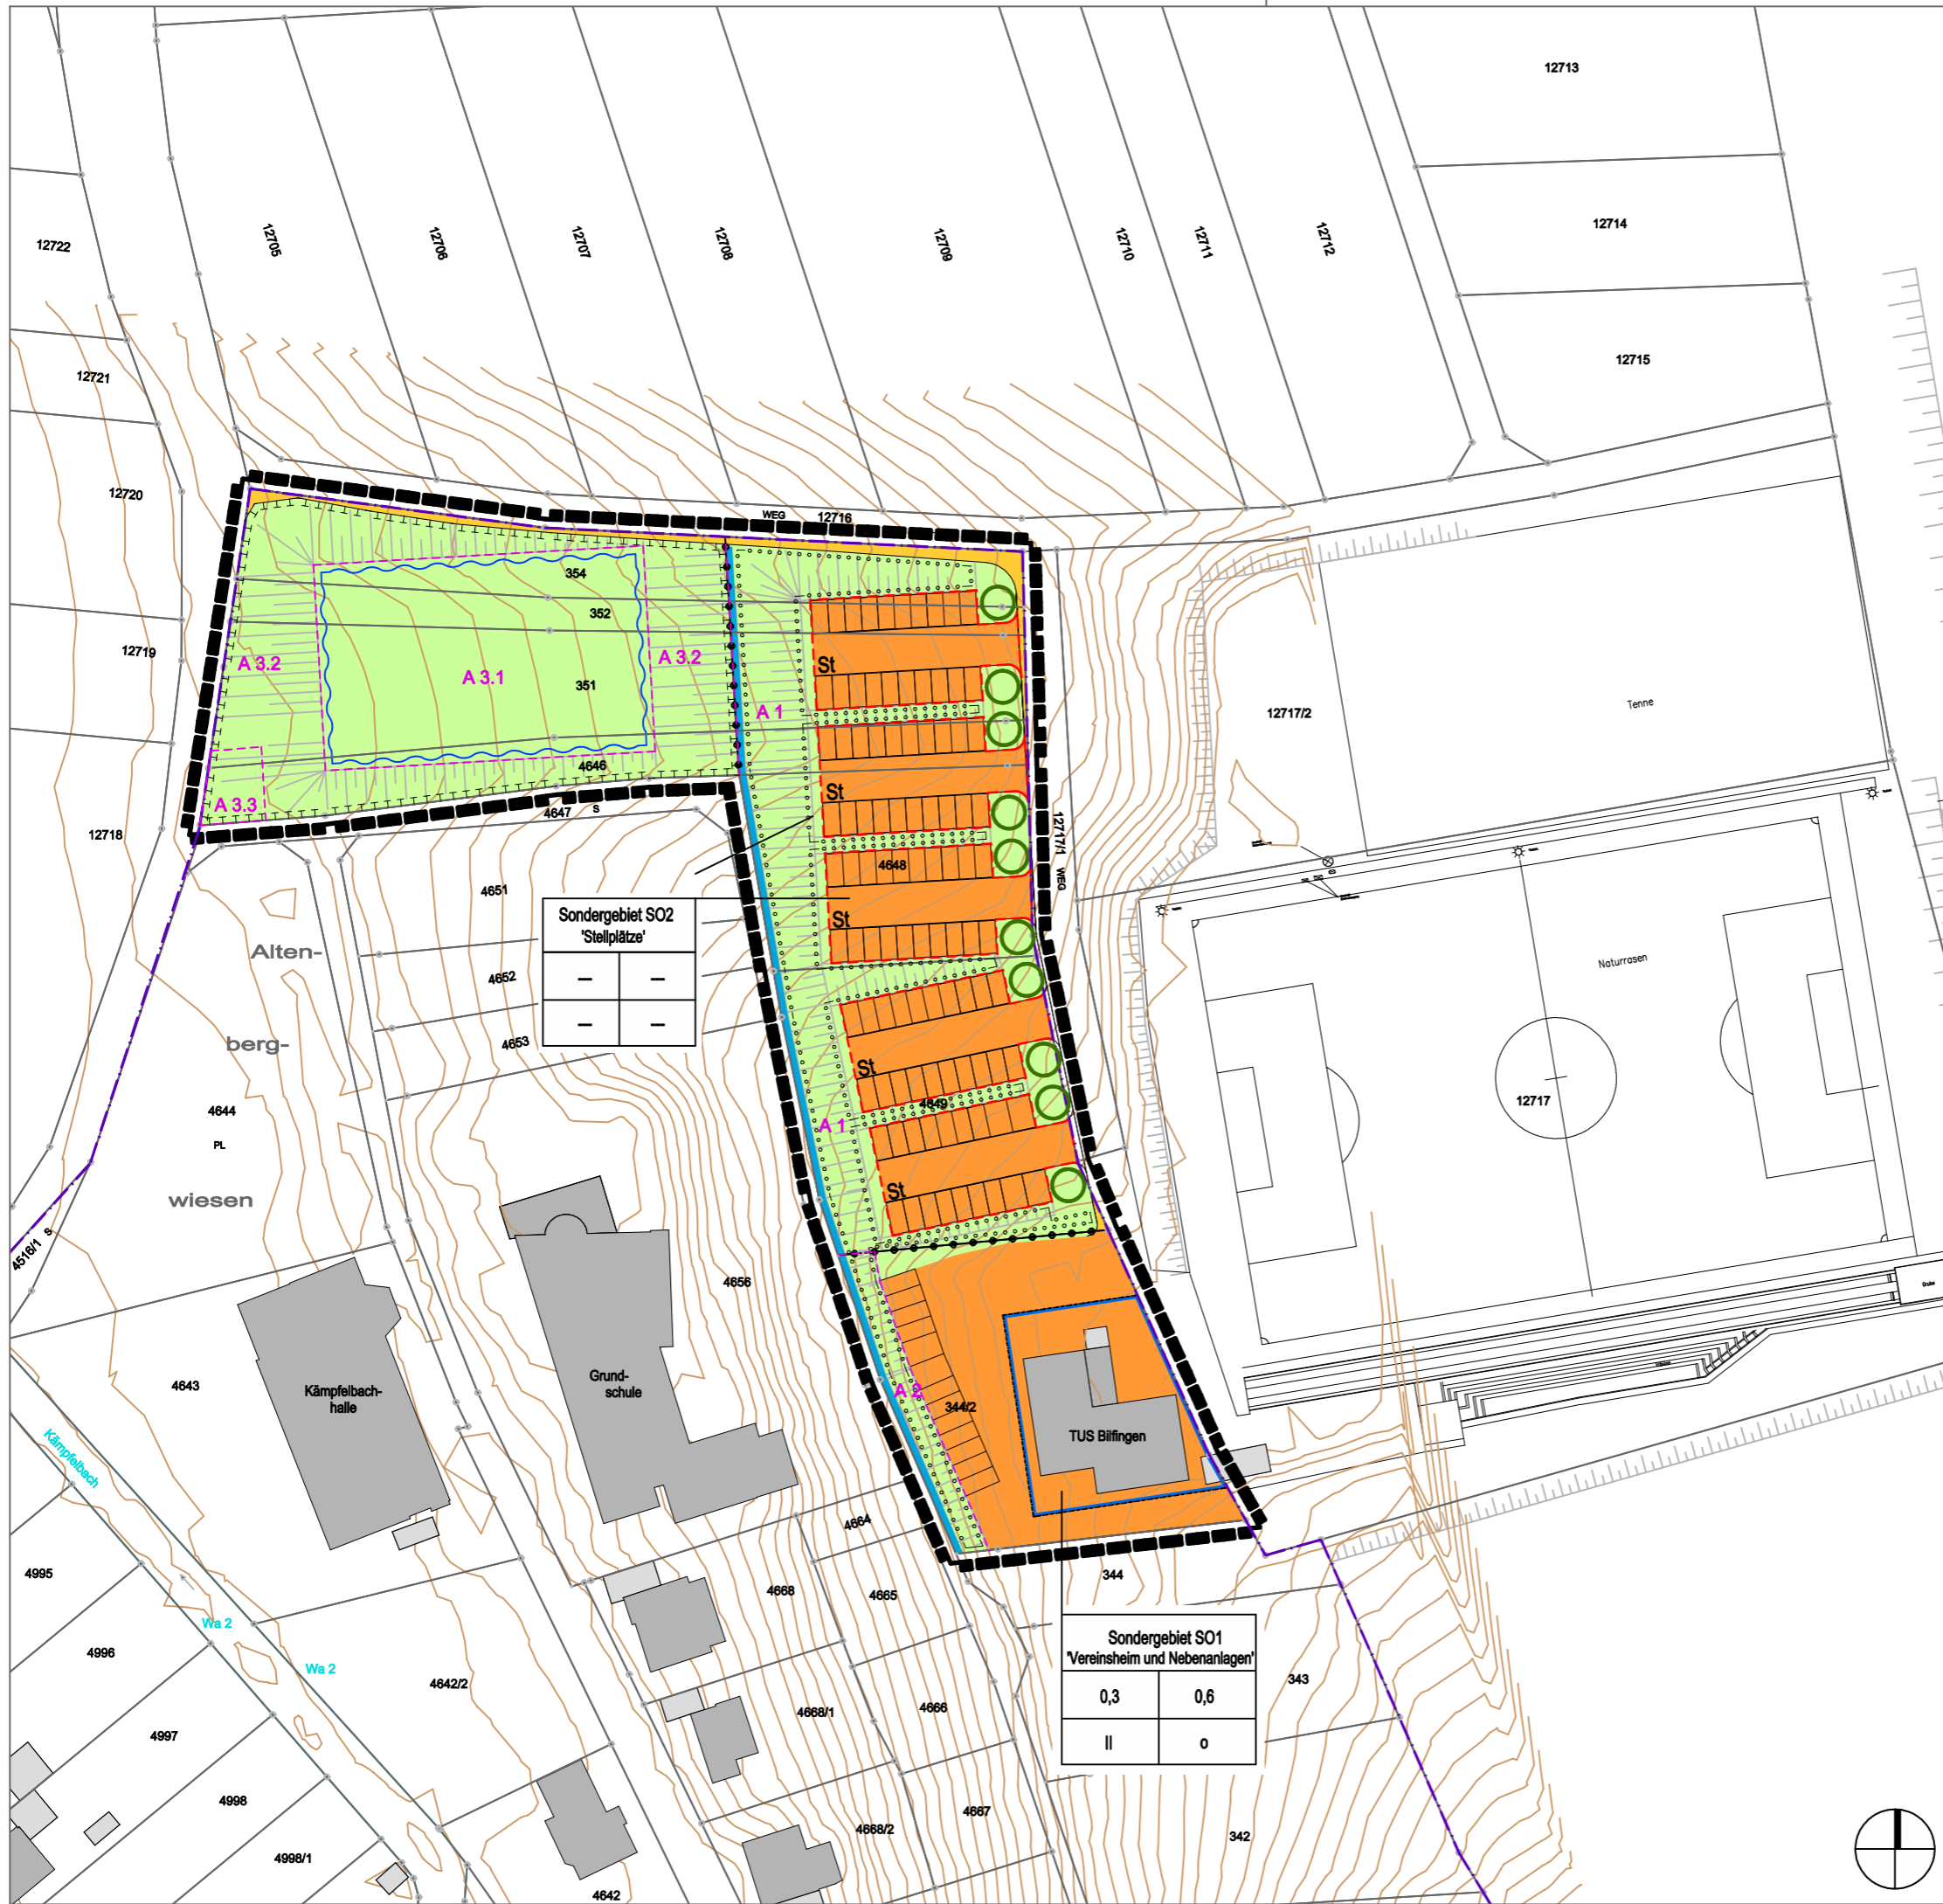 12713
12714
12715
12722
12705
12706
12707
12708
12709
12710
12711
12712
12721
12720
12719
12718
WEG
12716
354
352
351
A 3.2
A 3.1
A 3.2
A 3.3
A 1
4646
4647
S
St
St
St
St
St
4648
4649
A 1
12717/1
WEG
12717/2
Tenne
Naturrasen
12717
4651
4652
4653
Sondergebiet SO2
'Stellplätze'
– –
– –
Alten-
berg-
wiesen
4644
PL
4516/1
S
4656
4643
Kämpfelbach-
halle
Grund-
schule
A 2
344/2
TUS Bilfingen
Kämpfelbach
4995
4996
4997
4998
4998/1
Wa 2
Wa 2
4642/2
4642
4664
4668
4665
4668/1
4666
4668/2
4667
344
343
342
Sondergebiet SO1
'Vereinsheim und Nebenanlagen'
0,3 0,6
II o